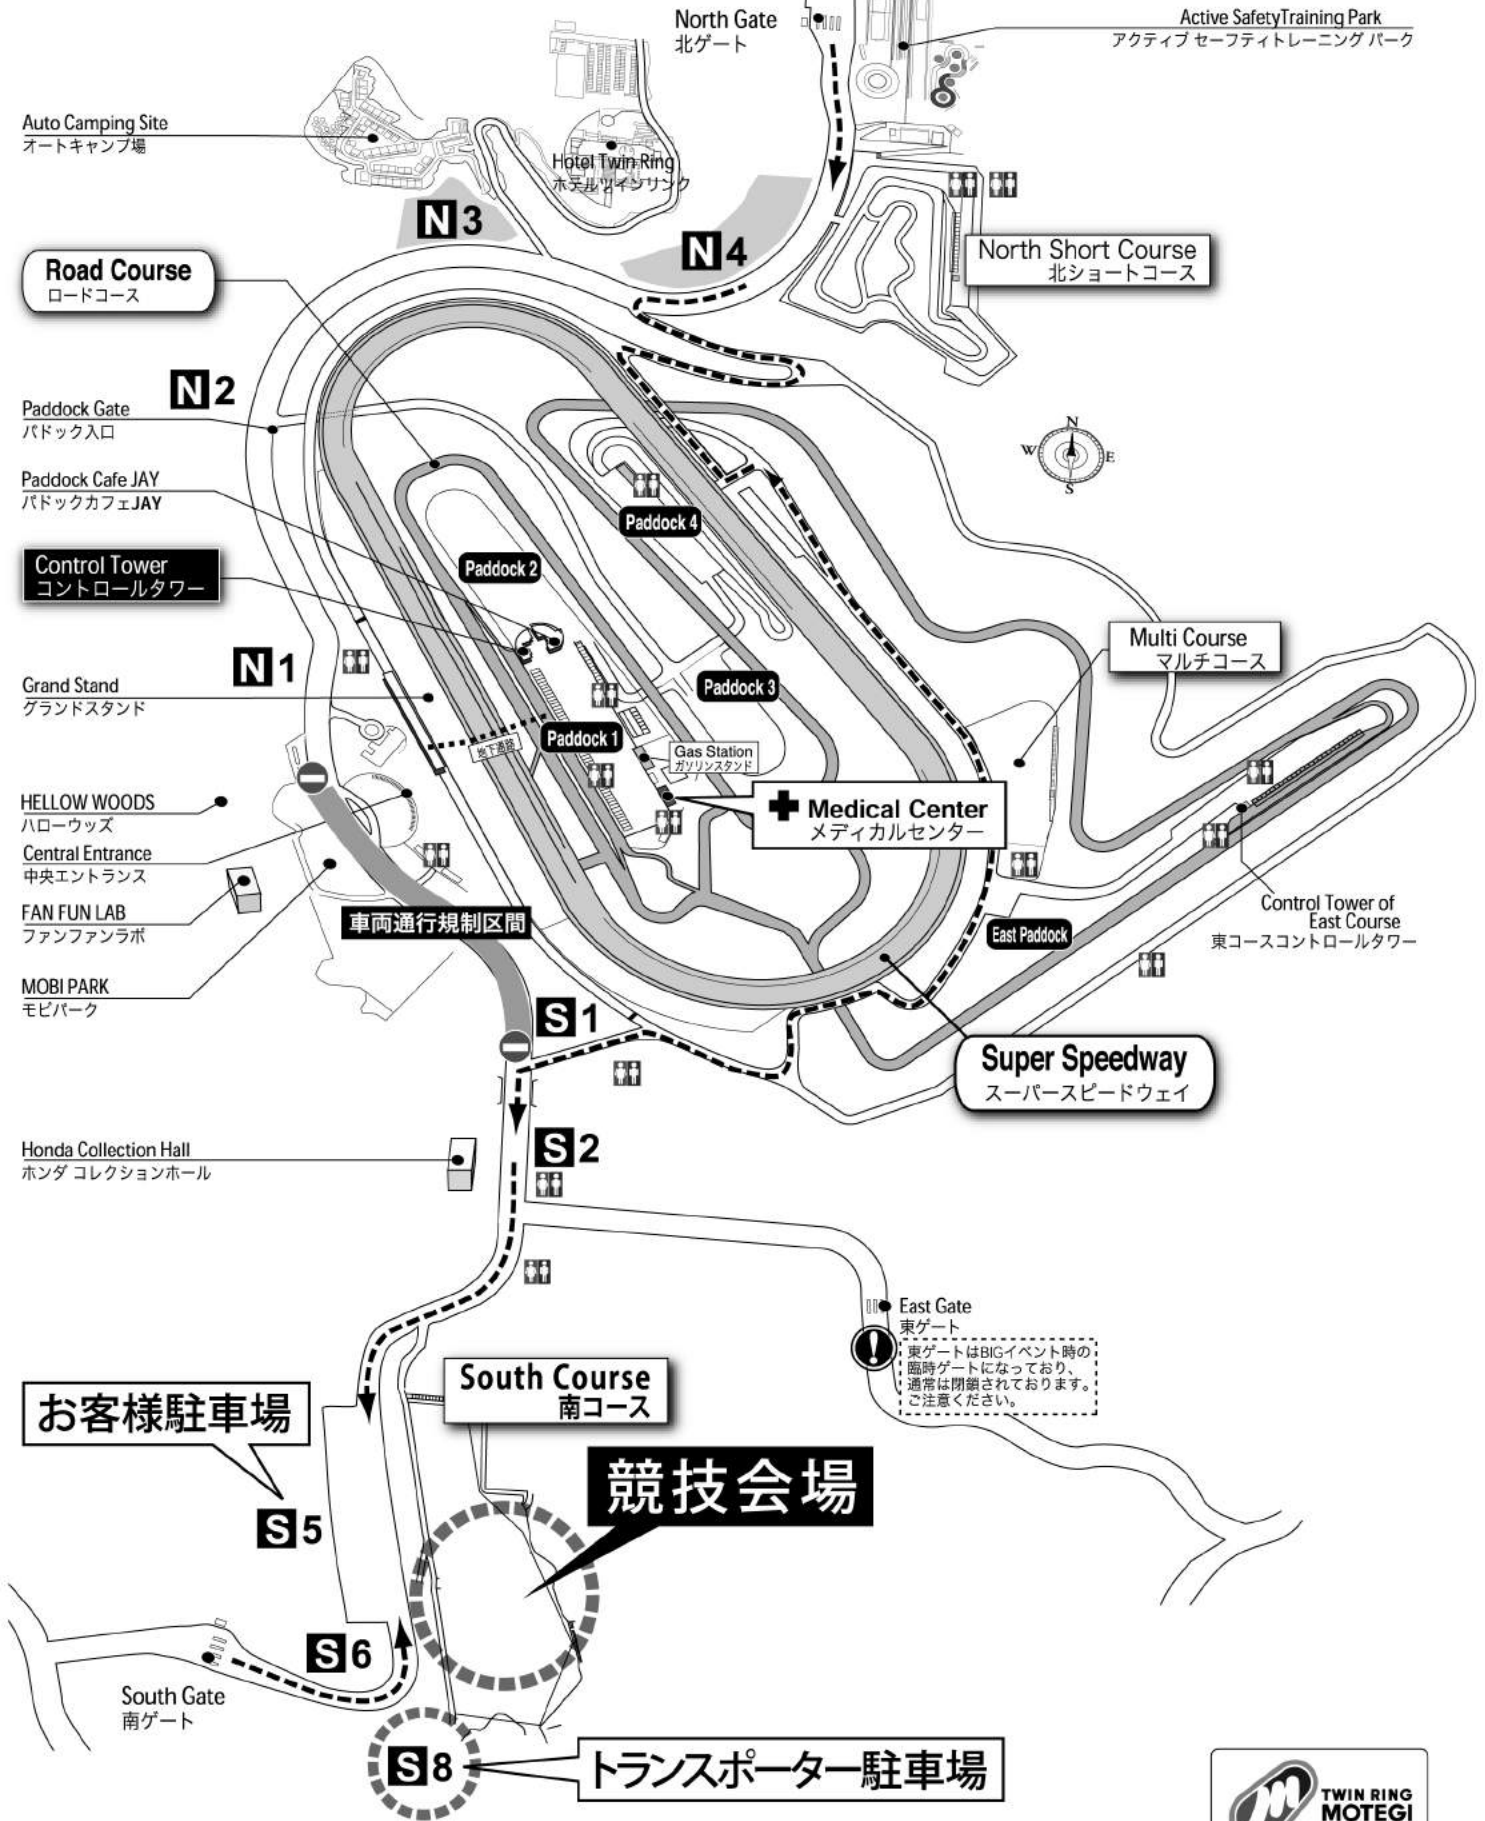 North Gate
北ゲート
Active SafetyTraining Park
アクティブ セーフティトレーニング パーク
Auto Camping Site
オートキャンプ場
Hotel Twin Ring
ホテルツインリンク
N3
N4
North Short Course
北ショートコース
Road Course
ロードコース
N2
Paddock Gate
パドック入口
N
W
E
S
Paddock Cafe JAY
パドックカフェJAY
Paddock 4
Control Tower
コントロールタワー
Paddock 2
Multi Course
マルチコース
N1
Grand Stand
グランドスタンド
Paddock 3
Paddock 1
地下通路
Gas Station
ガソリンスタンド
HELLOW WOODS
ハローウッズ
Medical Center
メディカルセンター
Central Entrance
中央エントランス
FAN FUN LAB
ファンファンラボ
車両通行規制区間
East Paddock
Control Tower of
East Course
東コースコントロールタワー
MOBI PARK
モビパーク
S1
Super Speedway
スーパースピードウェイ
Honda Collection Hall
ホンダ コレクションホール
S2
East Gate
東ゲート
東ゲートはBIGイベント時の
臨時ゲートになっており、
通常は閉鎖されております。
ご注意ください。
South Course
南コース
お客様駐車場
競技会場
S5
S6
South Gate
南ゲート
S8
トランスポーター駐車場
TWIN RING
MOTEGI